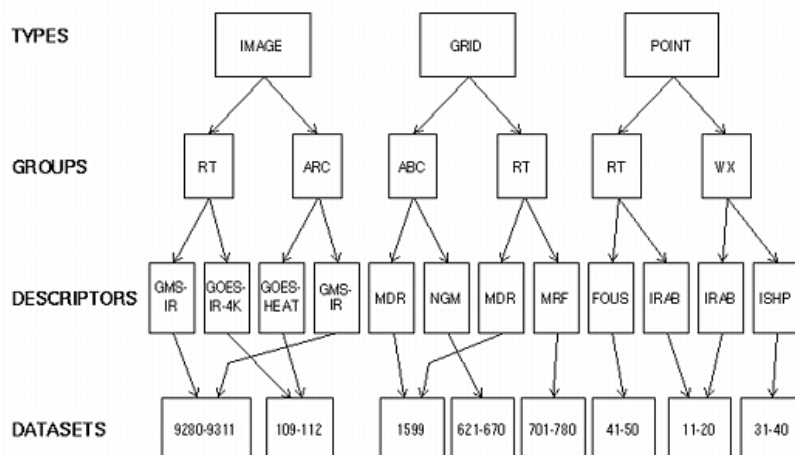 TYPES
IMAGE
GRID
POINT
GROUPS
RT
ARC
ABC
RT
RT
WX
DESCRIPTORS
GMS-
IR
GOES-
IR-4K
GOES-
HEAT
GMS-
IR
MDR
NGM
MDR
MRF
FOUS
IRAB
IRAB
ISHP
DATASETS
9280-9311
109-112
1599
621-670
701-780
41-50
11-20
31-40